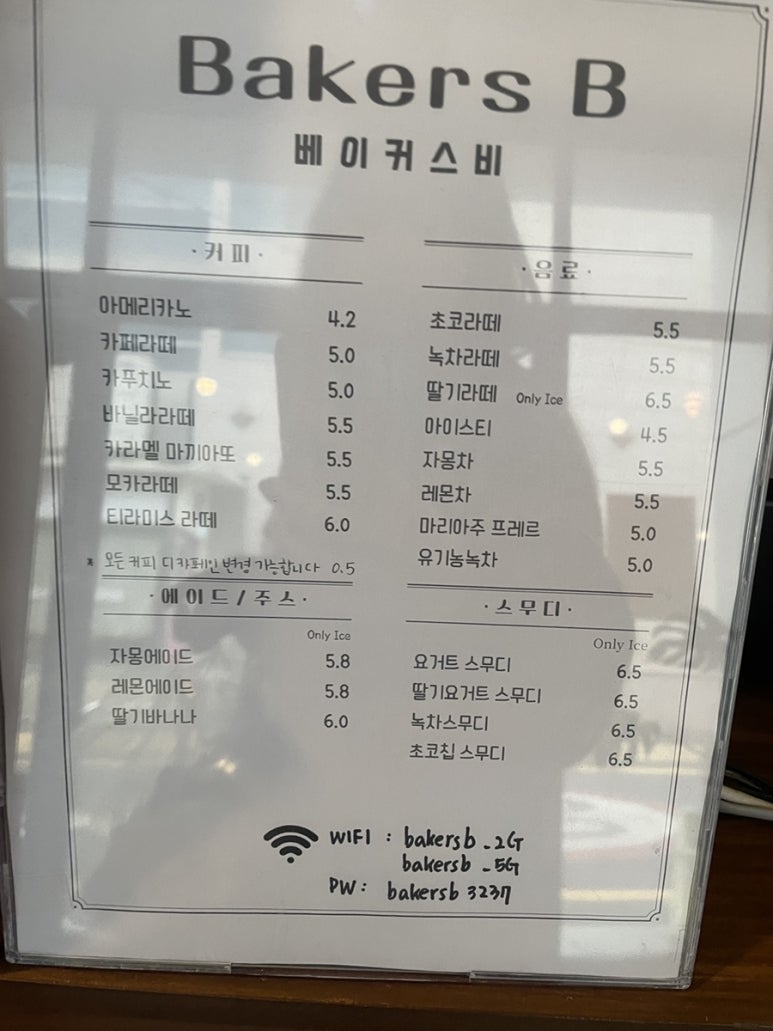 Bakers B
베이커스비
·커피·
아메리카노 4.2
카페라떼 5.0
카푸치노 5.0
바닐라라떼 5.5
카라멜 마끼아또 5.5
모카라떼 5.5
티라미스 라떼 6.0
* 모든 커피 디카페인 변경 가능합니다 0.5
·에이드/주스·
Only Ice
자몽에이드 5.8
레몬에이드 5.8
딸기바나나 6.0
·음료·
초코라떼 5.5
녹차라떼 5.5
딸기라떼 Only Ice 6.5
아이스티 4.5
자몽차 5.5
레몬차 5.5
마리아주 프레르 5.0
유기농녹차 5.0
·스무디·
Only Ice
요거트 스무디 6.5
딸기요거트 스무디 6.5
녹차스무디 6.5
초코칩 스무디 6.5
WIFI : bakersb_2G
bakersb_5G
PW : bakersb3237